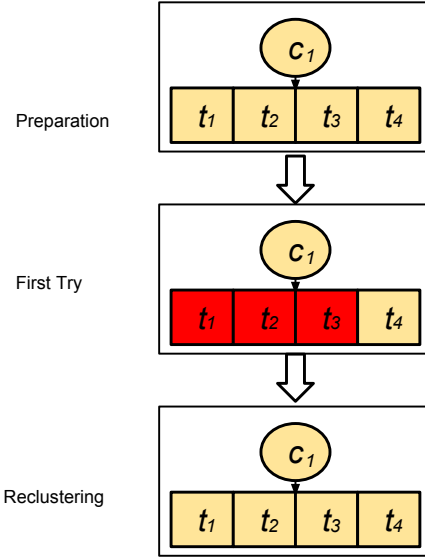 c1
Preparation
t1 t2 t3 t4
c1
First Try
t1 t2 t3 t4
c1
Reclustering
t1 t2 t3 t4